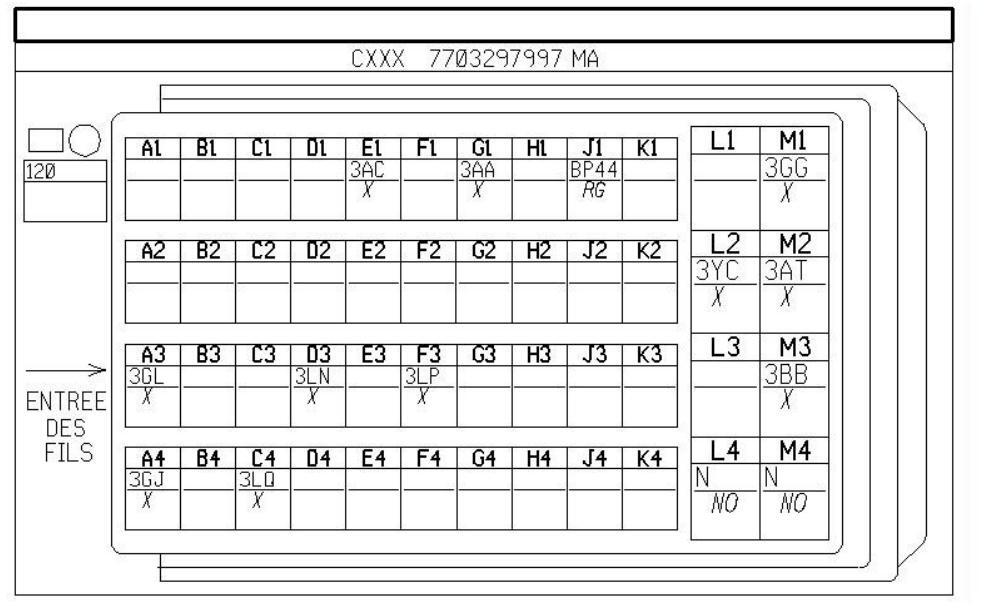 CXXX 77Ø3297997 MA
12Ø
A1 B1 C1 D1 E1 F1 G1 H1 J1 K1 L1 M1
3AC 3AA BP44 3GG
X X RG X
A2 B2 C2 D2 E2 F2 G2 H2 J2 K2 L2 M2
3YC 3AT
X X
A3 B3 C3 D3 E3 F3 G3 H3 J3 K3 L3 M3
3GL 3LN 3LP 3BB
X X X X
ENTREE
DES
FILS
A4 B4 C4 D4 E4 F4 G4 H4 J4 K4 L4 M4
3GJ 3LQ N N
X X NO NO